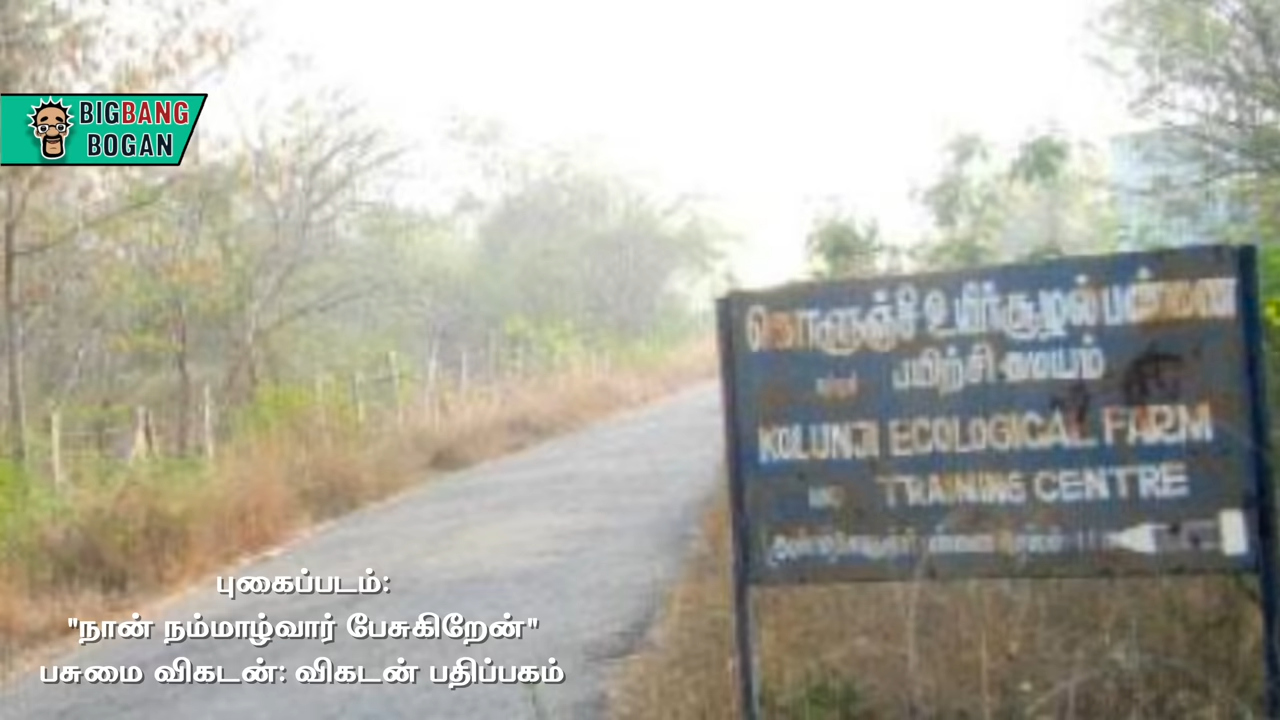 BIGBANG
BOGAN
கொளுஞ்சி உயிர்சூழல் பண்ணை
பயிற்சி மையம்
KOLUNJI ECOLOGICAL FARM
TRAINING CENTRE
புகைப்படம்:
"நான் நம்மாழ்வார் பேசுகிறேன்"
பசுமை விகடன்: விகடன் பதிப்பகம்